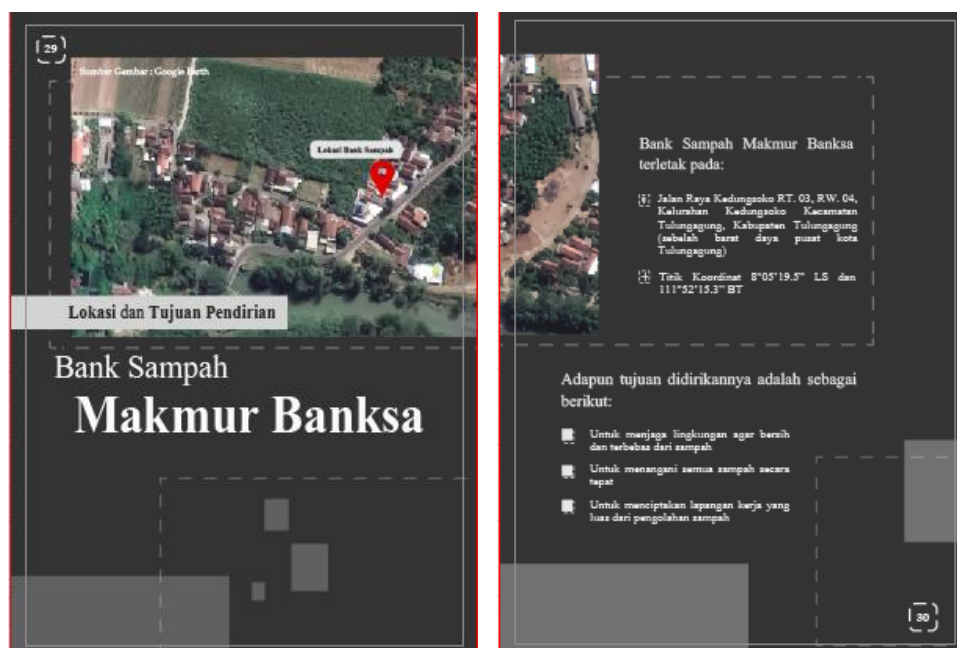 29
Sumber Gambar : Google Earth
Lokasi Bank Sampah
Lokasi dan Tujuan Pendirian
Bank Sampah
Makmur Banksa
Bank Sampah Makmur Banksa
terletak pada:
Jalan Raya Kedungsoko RT. 03, RW. 04,
Kelurahan Kedungsoko Kecamatan
Tulungagung, Kabupaten Tulungagung
(sebelah barat daya pusat kota
Tulungagung)
Titik Koordinat 8°05'19.5" LS dan
111°52'15.3" BT
Adapun tujuan didirikannya adalah sebagai
berikut:
Untuk menjaga lingkungan agar bersih
dan terbebas dari sampah
Untuk menangani semua sampah secara
tepat
Untuk menciptakan lapangan kerja yang
luas dari pengolahan sampah
30